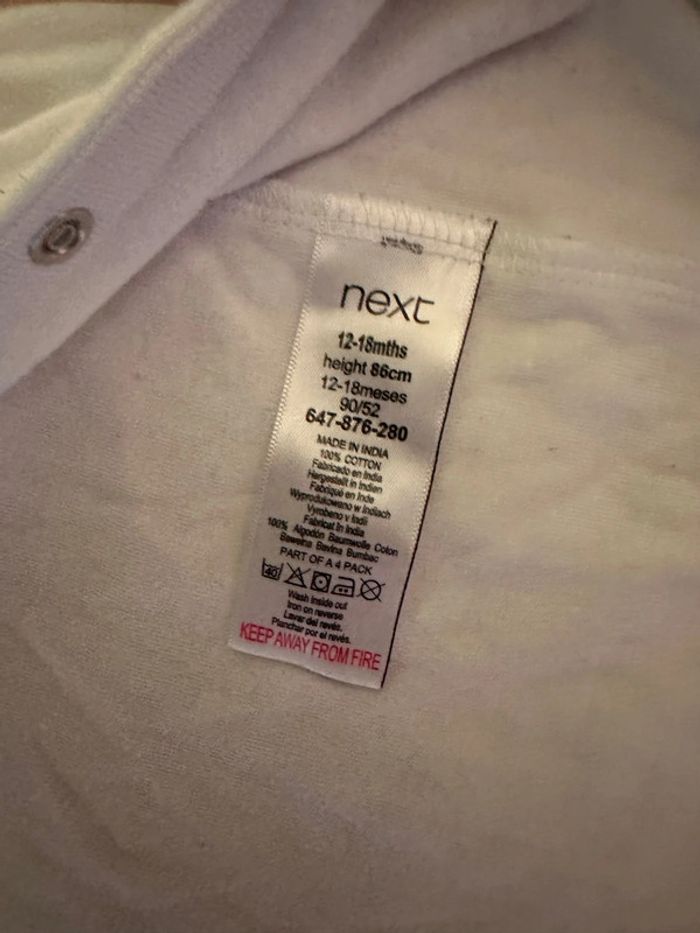 next
12-18mths
height 86cm
12-18meses
90/52
647-876-280
MADE IN INDIA
100% COTTON
Fabricado en India
Hergestellt in Indien
Fabriqué en Inde
Wyprodukowano w Indiach
Vyrobeno v Indii
Fabricat în India
100% Algodón Baumwolle Coton
Bawełna Bavlna Bumbac
PART OF A 4 PACK
40
Wash inside out
Iron on reverse
Lavar del revés.
Planchar por el revés.
KEEP AWAY FROM FIRE